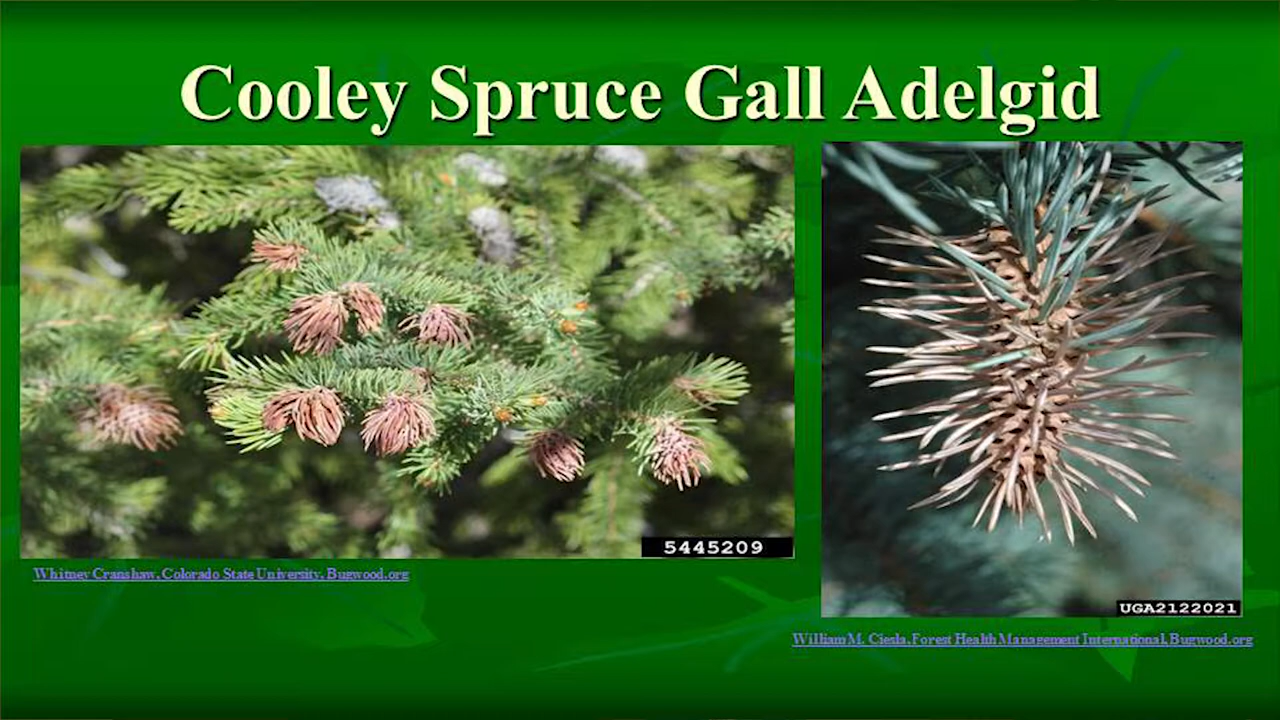 Cooley Spruce Gall Adelgid
5445209
Whitney Cranshaw, Colorado State University, Bugwood.org
UGA2122021
William M. Ciesla, Forest Health Management International, Bugwood.org